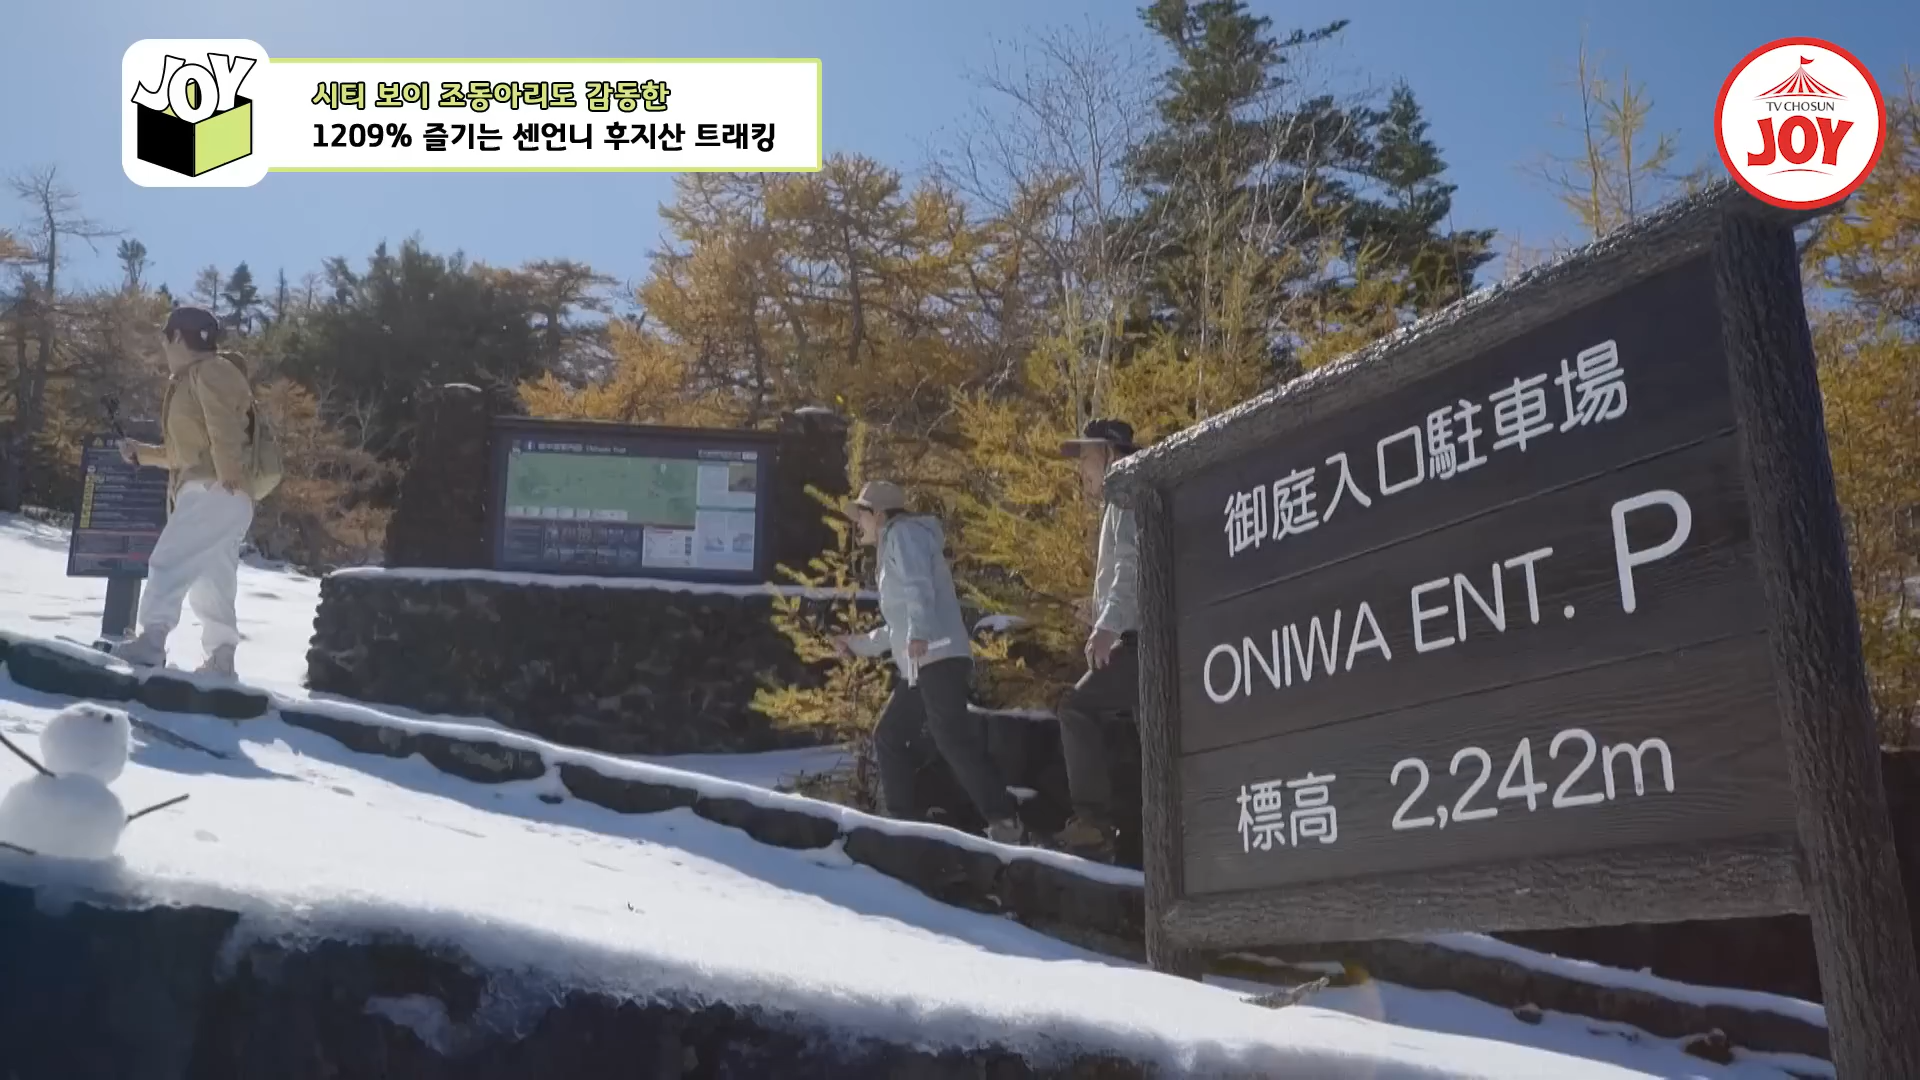 JOY
시티 보이 조동아리도 감동한
1209% 즐기는 센언니 후지산 트래킹
TV CHOSUN
JOY
御庭入口駐車場
ONIWA ENT. P
標高 2,242m